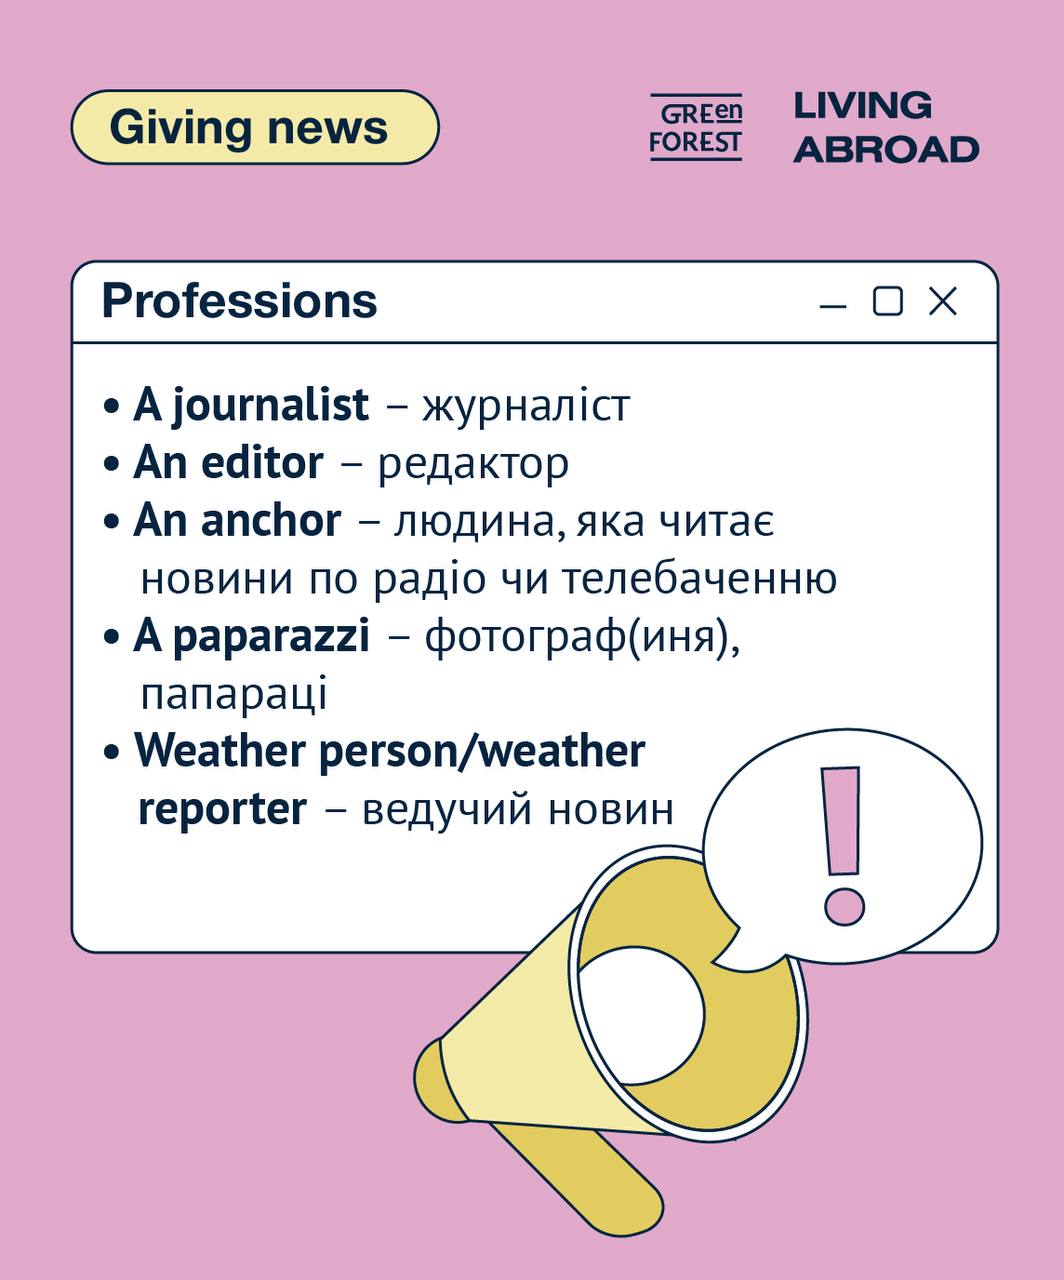 Giving news
GREen
FOREST
LIVING
ABROAD
Professions
• A journalist – журналіст
• An editor – редактор
• An anchor – людина, яка читає
новини по радіо чи телебаченню
• A paparazzi – фотограф(иня),
папараці
• Weather person/weather
reporter – ведучий новин
!